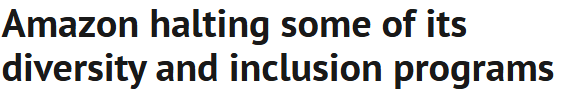 Amazon halting some of its
diversity and inclusion programs